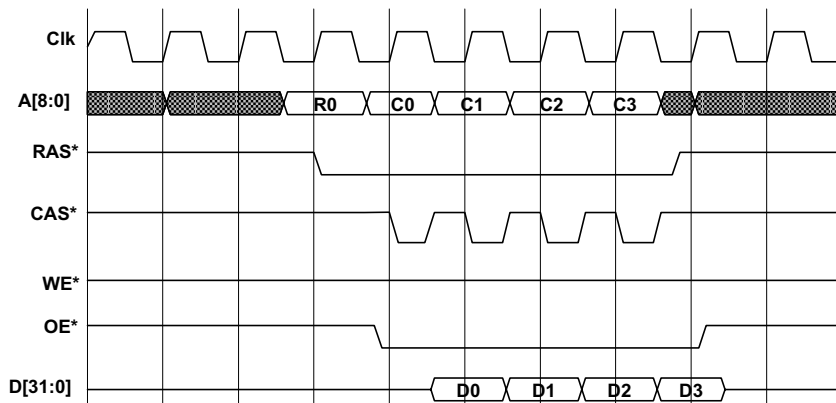 Clk
A[8:0] R0 C0 C1 C2 C3
RAS*
CAS*
WE*
OE*
D[31:0] D0 D1 D2 D3